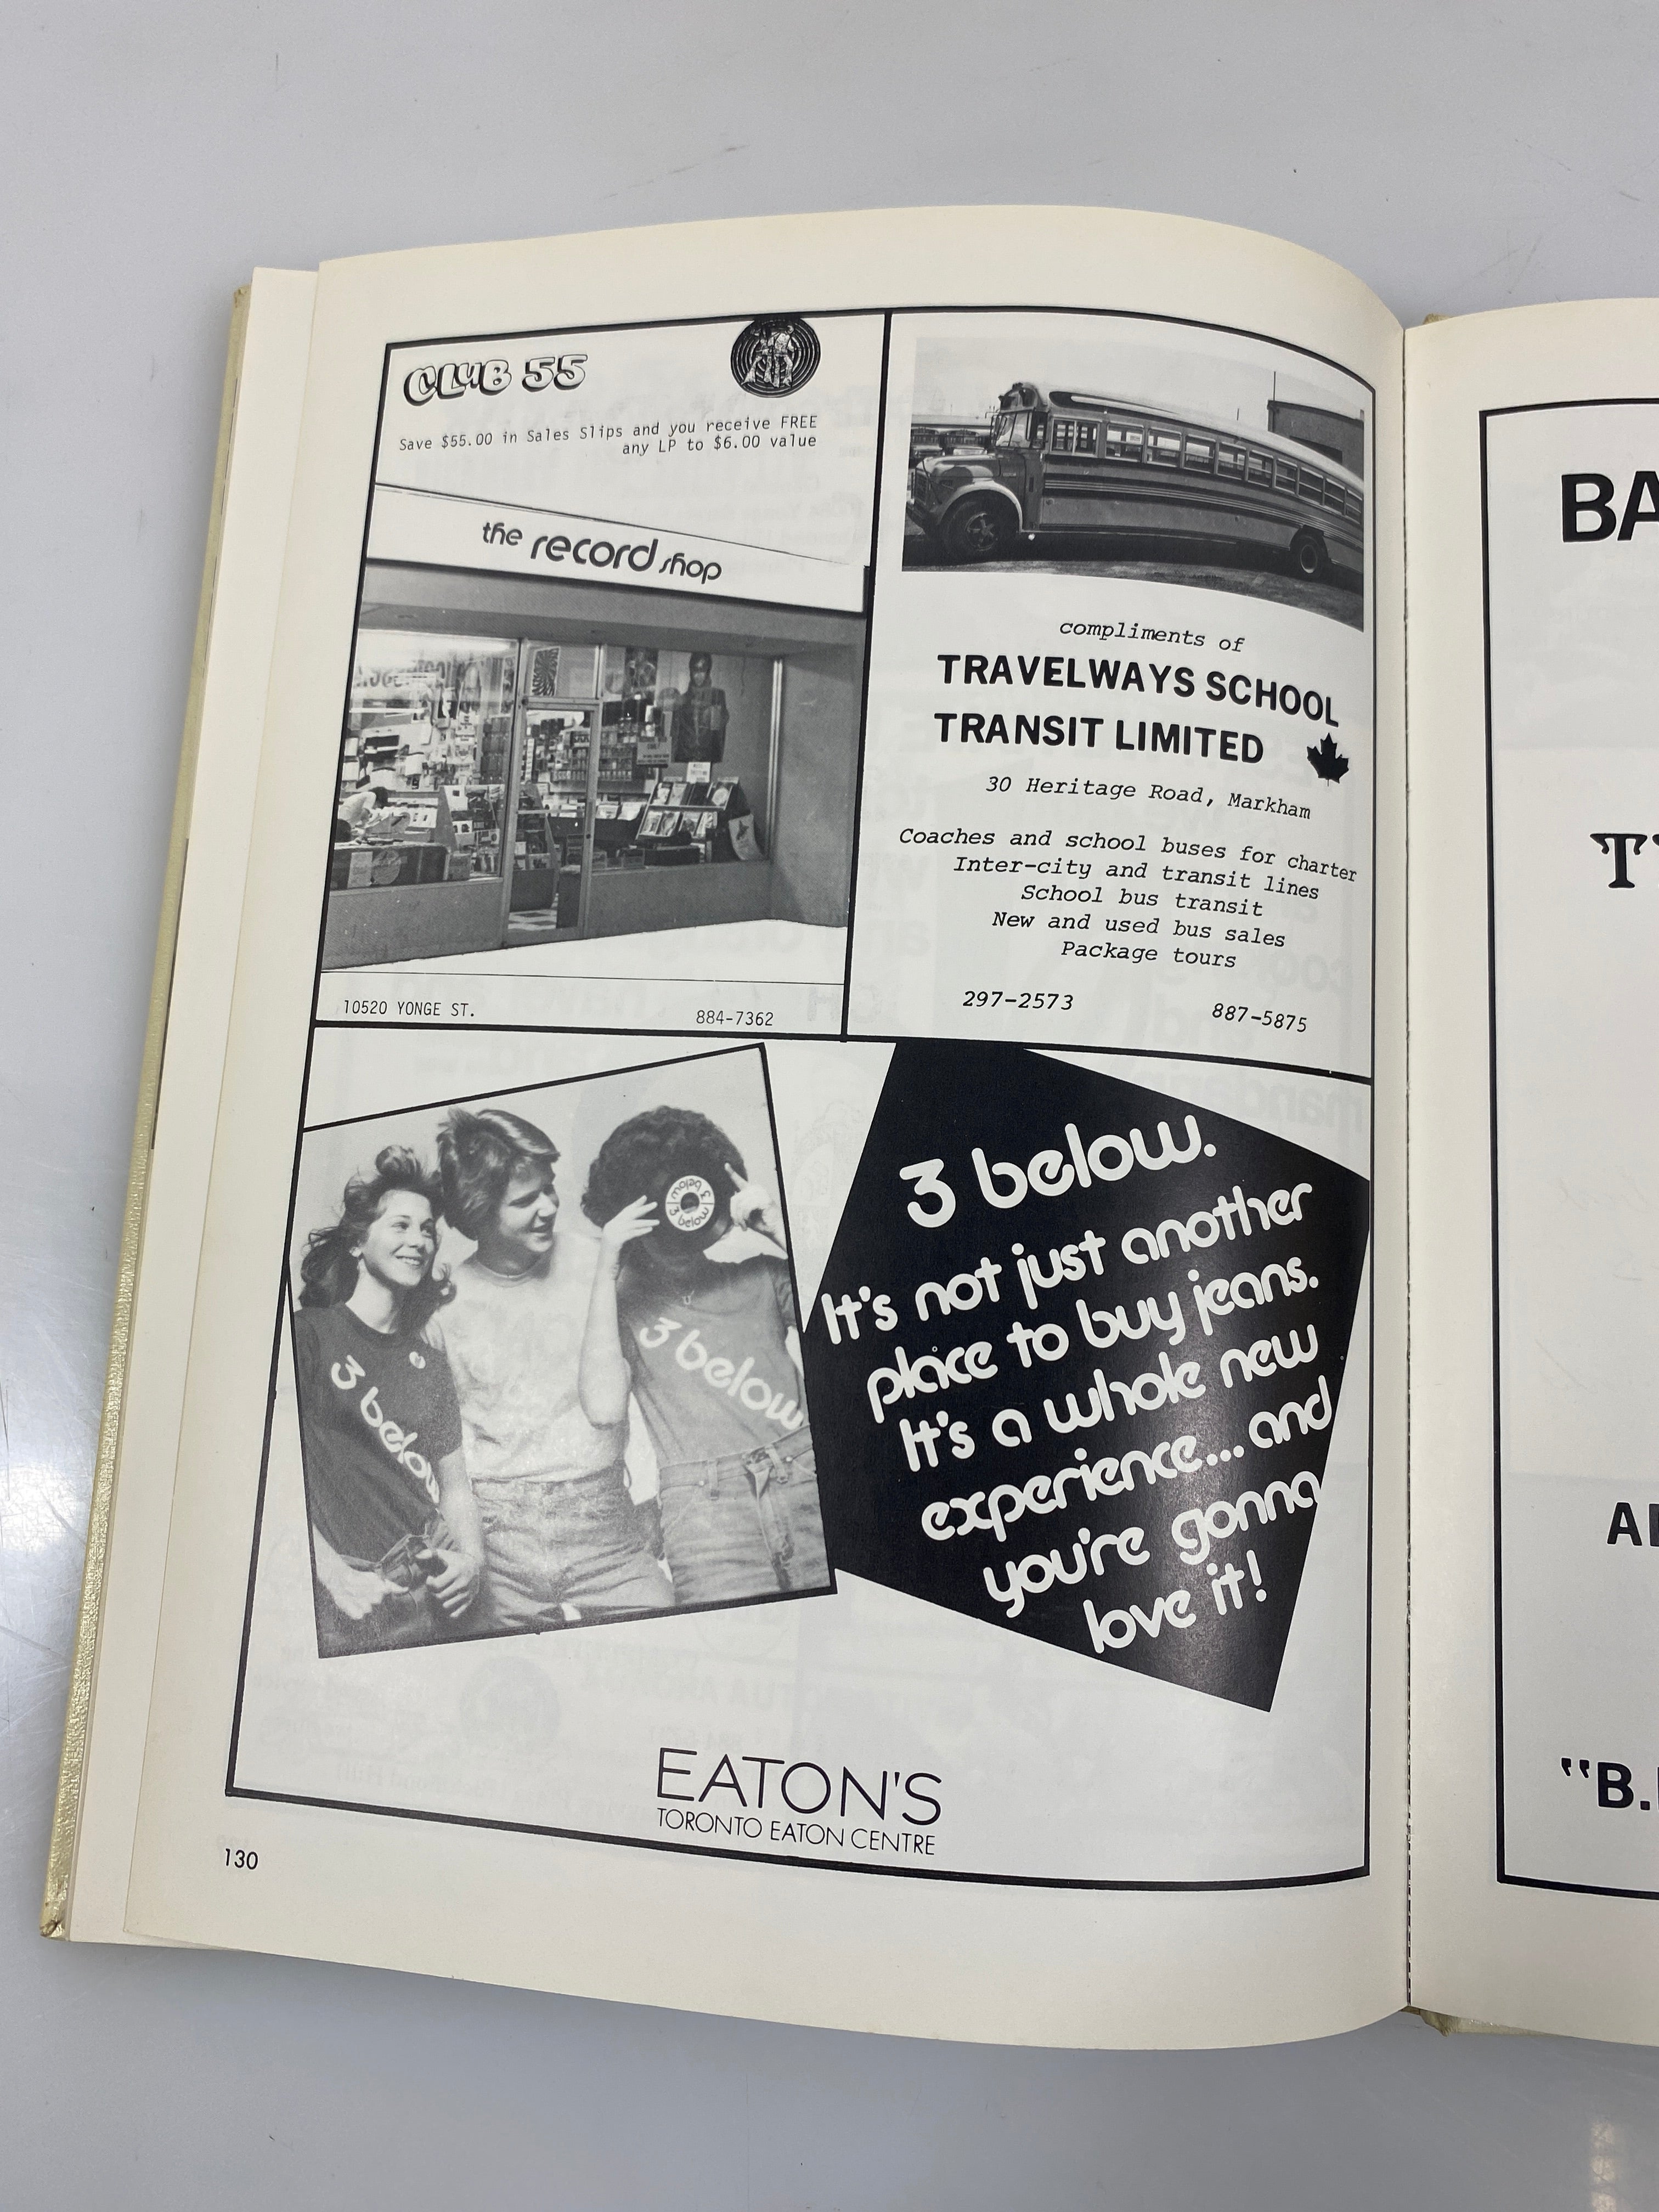 CLUB 55
Save $55.00 in Sales Slips and you receive FREE
any LP to $6.00 value
the record shop
10520 YONGE ST.
884-7362
compliments of
TRAVELWAYS SCHOOL
TRANSIT LIMITED
30 Heritage Road, Markham
Coaches and school buses for charter
Inter-city and transit lines
School bus transit
New and used bus sales
Package tours
297-2573
887-5875
3 below
3 below
3 below 3 below
3 below.
It's not just another
place to buy jeans.
It's a whole new
experience...and
you're gonna
love it!
EATON'S
TORONTO EATON CENTRE
130
BA
"B.